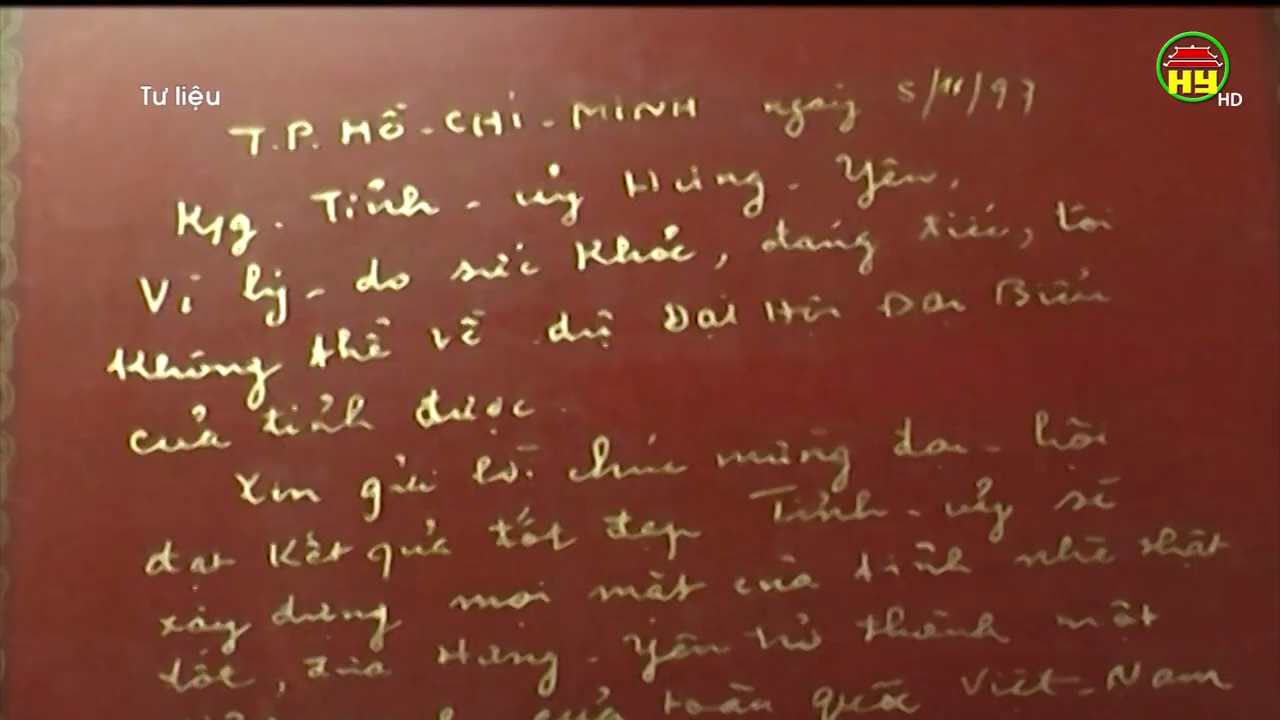 Tư liệu
HY
HD
T.P. HỒ - CHÍ - MINH ngày 5/11/97
Kg. Tỉnh - ủy Hưng - Yên.
Vì lý - do sức khỏe, đáng tiếc, tôi
không thể về dự Đại Hội Đại Biểu
của tỉnh được.
Xin gửi lời chúc mừng đại - hội
đạt kết quả tốt đẹp Tỉnh - ủy sẽ
xây dựng mọi mặt của tỉnh nhà thật
tốt, đưa Hưng - Yên trở thành một
của toàn quốc Việt - Nam